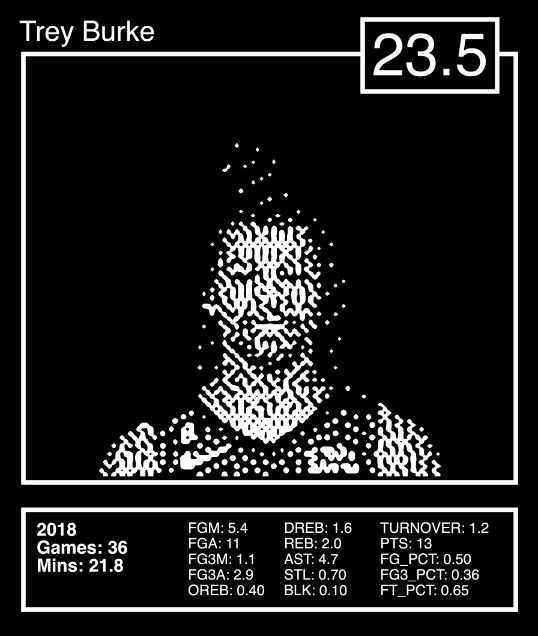 Trey Burke
23.5
2018
Games: 36
Mins: 21.8
FGM: 5.4
FGA: 11
FG3M: 1.1
FG3A: 2.9
OREB: 0.40
DREB: 1.6
REB: 2.0
AST: 4.7
STL: 0.70
BLK: 0.10
TURNOVER: 1.2
PTS: 13
FG_PCT: 0.50
FG3_PCT: 0.36
FT_PCT: 0.65